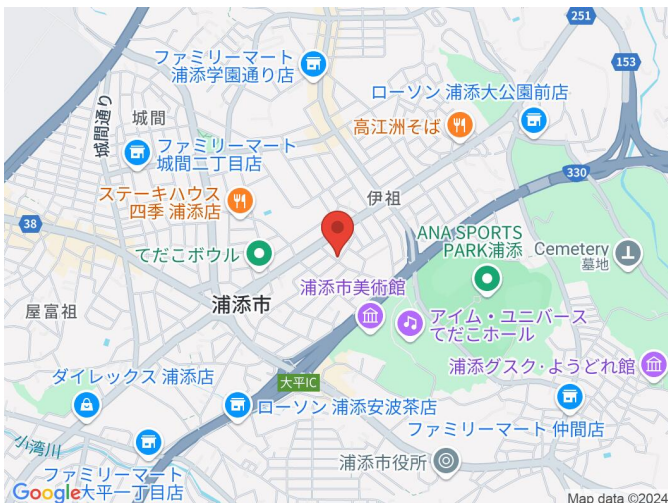 251
ファミリーマート
浦添学園通り店
153
ローソン 浦添大公園前店
城間通り
城間
高江洲そば
ファミリーマート
城間二丁目店
330
ステーキハウス
四季 浦添店
伊祖
38
ANA SPORTS
PARK浦添
Cemetery
墓地
てだこボウル
浦添市美術館
浦添市
屋富祖
アイム・ユニバース
てだこホール
浦添グスク・ようどれ館
ダイレックス 浦添店
大平IC
ローソン 浦添安波茶店
ファミリーマート 仲間店
小湾川
浦添市役所
ファミリーマート
大平一丁目店
Google
Map data ©2024